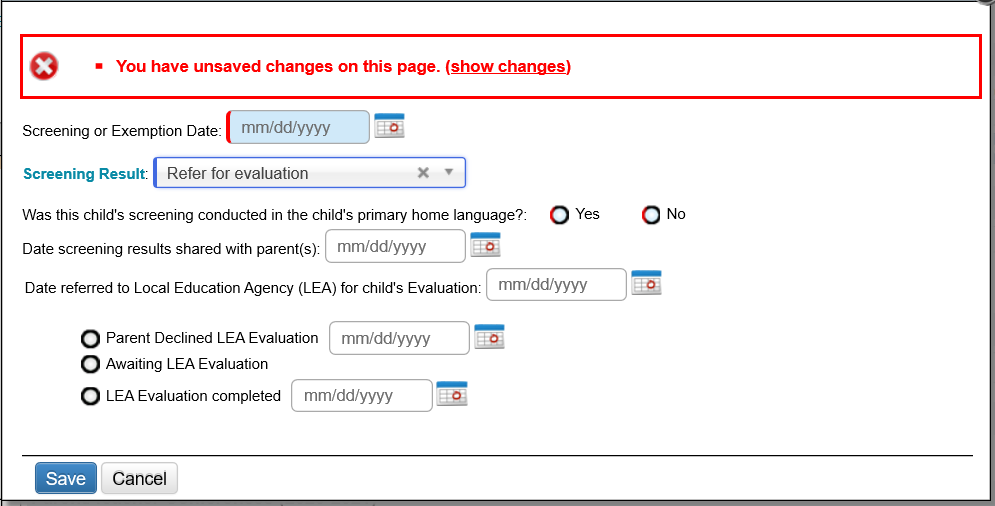 You have unsaved changes on this page. (show changes)
Screening or Exemption Date: mm/dd/yyyy
Screening Result: Refer for evaluation
Was this child's screening conducted in the child's primary home language?: Yes No
Date screening results shared with parent(s): mm/dd/yyyy
Date referred to Local Education Agency (LEA) for child's Evaluation: mm/dd/yyyy
Parent Declined LEA Evaluation mm/dd/yyyy
Awaiting LEA Evaluation
LEA Evaluation completed mm/dd/yyyy
Save Cancel